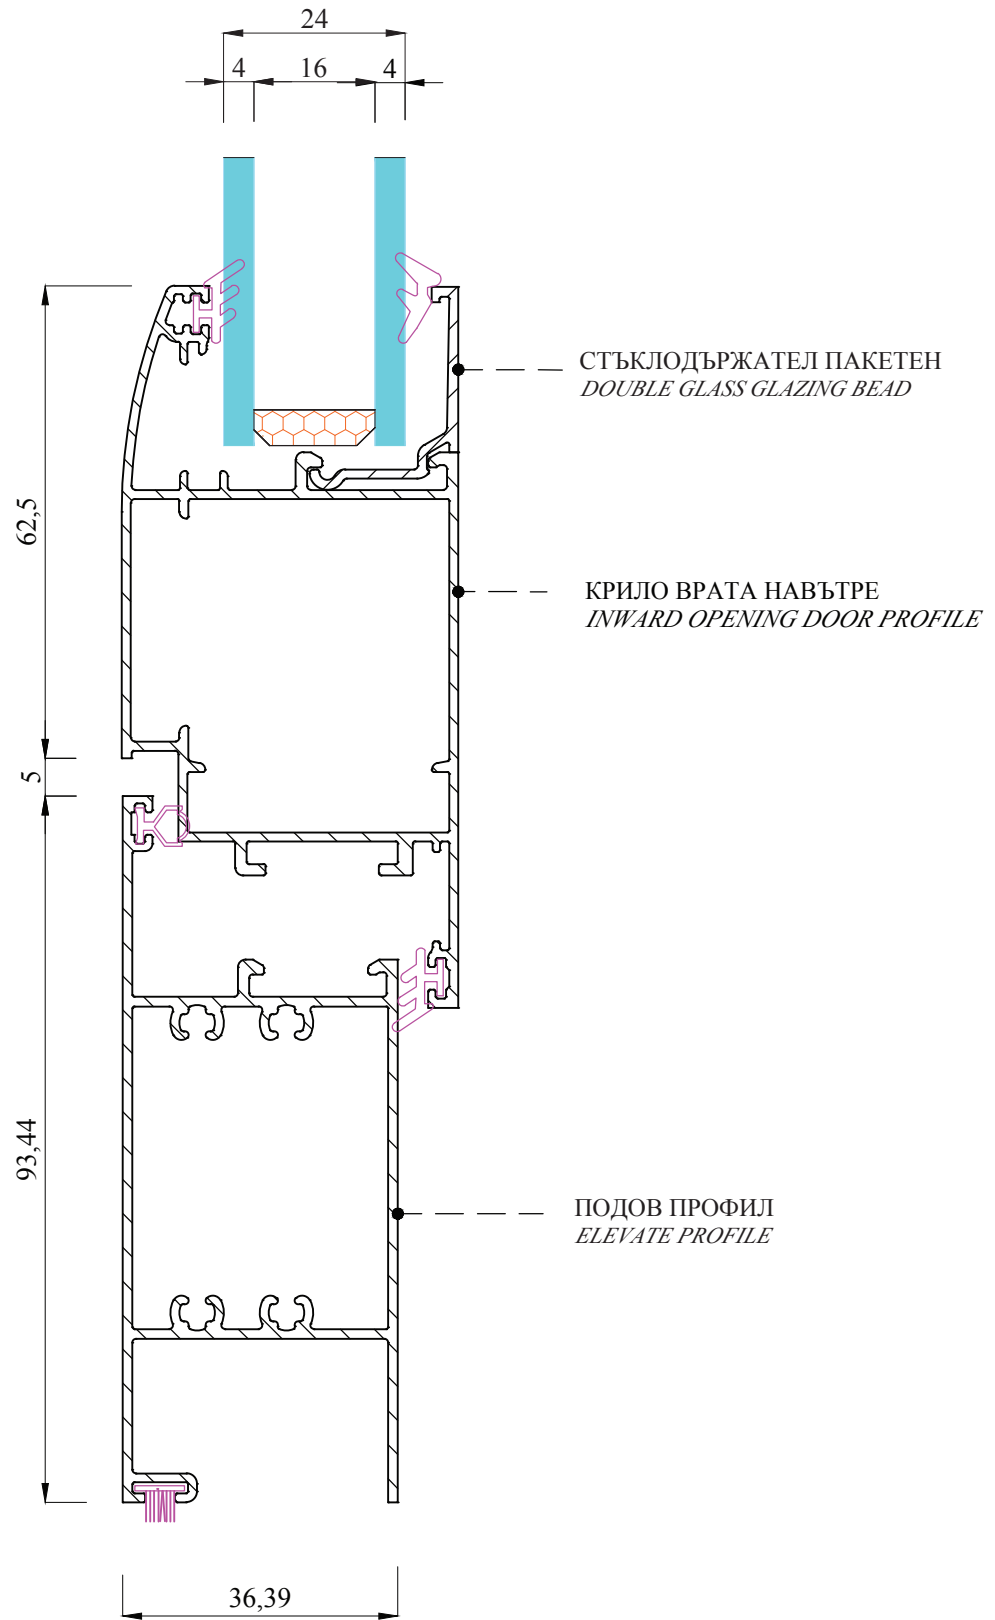 24
4 16 4
СТЪКЛОДЪРЖАТЕЛ ПАКЕТЕН
DOUBLE GLASS GLAZING BEAD
62,5
КРИЛО ВРАТА НАВЪТРЕ
INWARD OPENING DOOR PROFILE
5
93,44
ПОДОВ ПРОФИЛ
ELEVATE PROFILE
36,39